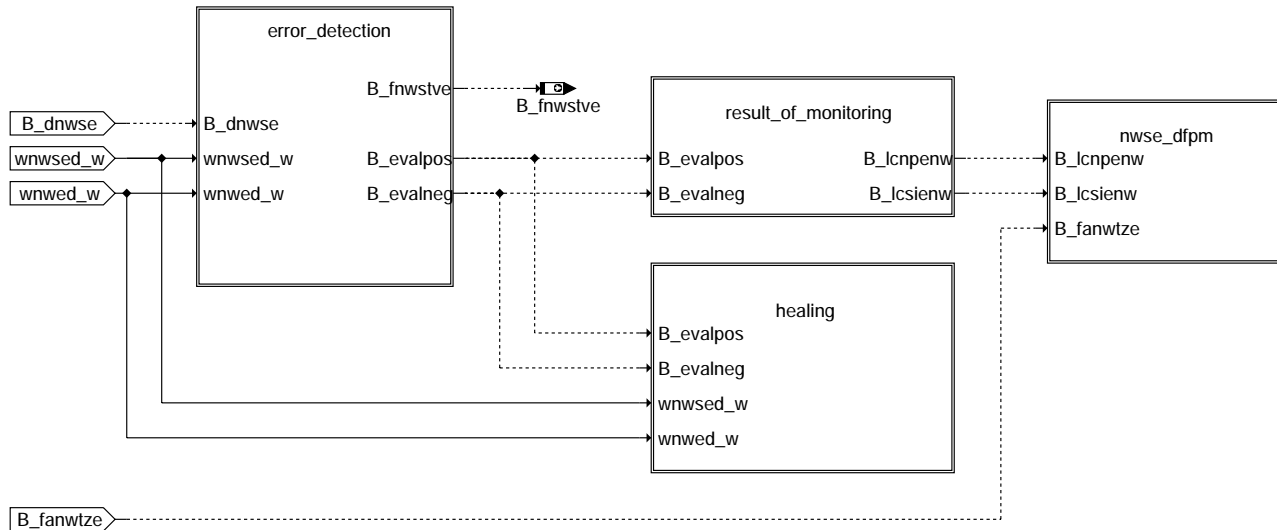 error_detection
B_fnwstve
B_fnwstve
B_dnwse
B_dnwse
wnwsed_w
wnwsed_w
B_evalpos
wnwed_w
wnwed_w
B_evalneg
result_of_monitoring
B_evalpos
B_lcnpenw
B_evalneg
B_lcsienw
nwse_dfpm
B_lcnpenw
B_lcsienw
B_fanwtze
healing
B_evalpos
B_evalneg
wnwsed_w
wnwed_w
B_fanwtze